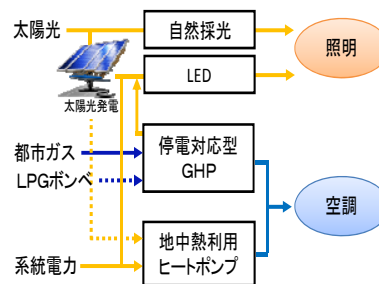 太陽光
自然採光
照明
LED
太陽光発電
都市ガス
LPGボンベ
停電対応型
GHP
空調
系統電力
地中熱利用
ヒートポンプ